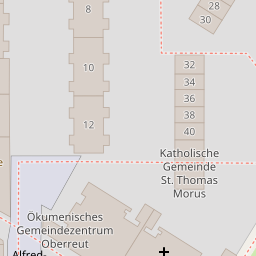 8
28
30
10
32
34
36
38
40
12
Katholische
Gemeinde
St. Thomas
Morus
Ökumenisches
Gemeindezentrum
Oberreut
Alfred-